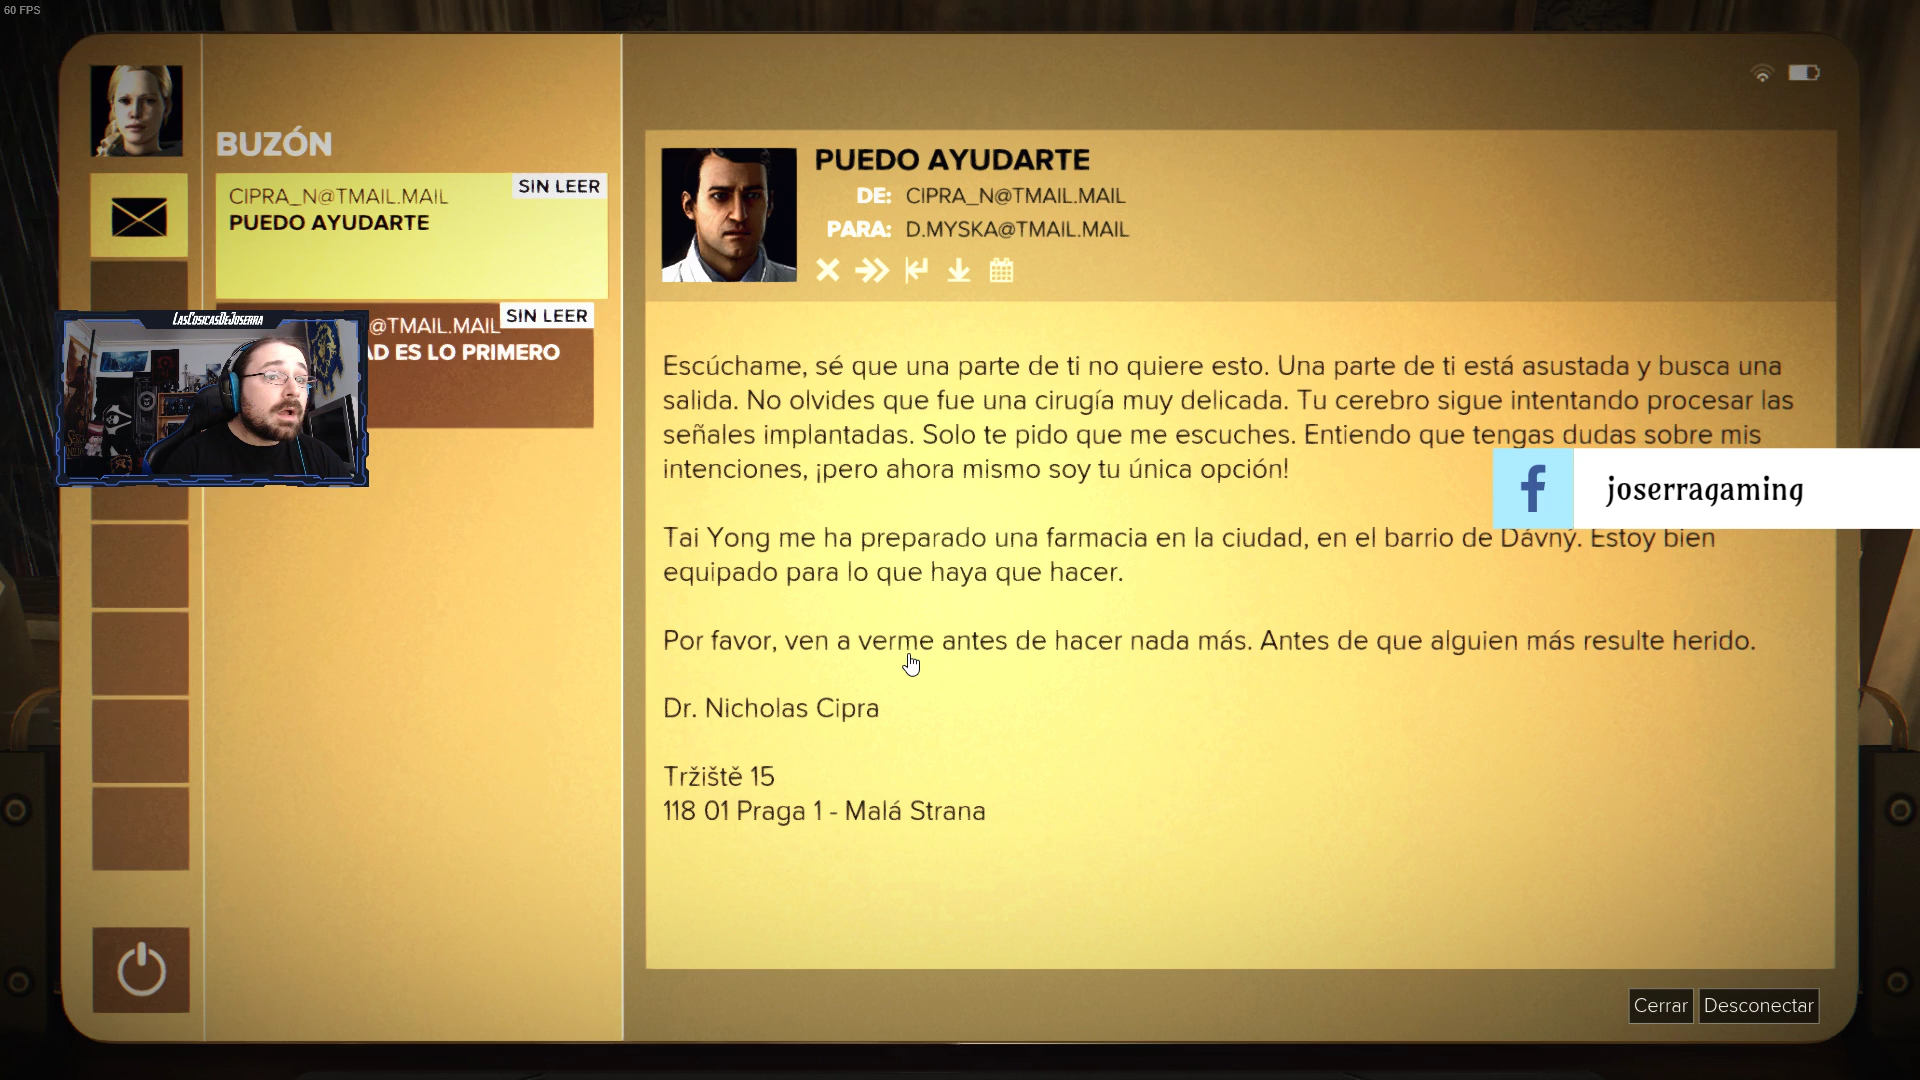 60 FPS
BUZÓN
CIPRA_N@TMAIL.MAIL
SIN LEER
PUEDO AYUDARTE
@TMAIL.MAIL
SIN LEER
AD ES LO PRIMERO
LASCOSICASDEJOSERRA
PUEDO AYUDARTE
DE: CIPRA_N@TMAIL.MAIL
PARA: D.MYSKA@TMAIL.MAIL
Escúchame, sé que una parte de ti no quiere esto. Una parte de ti está asustada y busca una
salida. No olvides que fue una cirugía muy delicada. Tu cerebro sigue intentando procesar las
señales implantadas. Solo te pido que me escuches. Entiendo que tengas dudas sobre mis
intenciones, ¡pero ahora mismo soy tu única opción!
joserragaming
Tai Yong me ha preparado una farmacia en la ciudad, en el barrio de Dávny. Estoy bien
equipado para lo que haya que hacer.
Por favor, ven a verme antes de hacer nada más. Antes de que alguien más resulte herido.
Dr. Nicholas Cipra
Tržiště 15
118 01 Praga 1 - Malá Strana
Cerrar
Desconectar